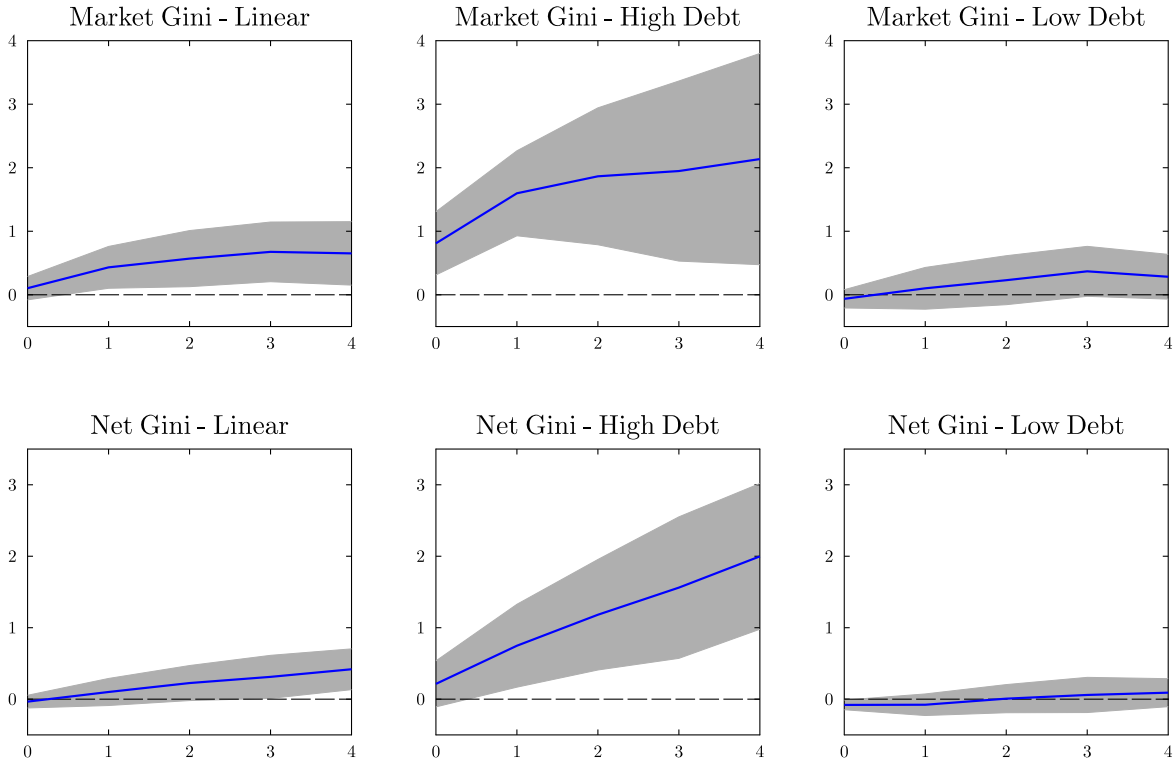 Market Gini - Linear
4
3
2
1
0
0 1 2 3 4
Market Gini - High Debt
4
3
2
1
0
0 1 2 3 4
Market Gini - Low Debt
4
3
2
1
0
0 1 2 3 4
Net Gini - Linear
3
2
1
0
0 1 2 3 4
Net Gini - High Debt
3
2
1
0
0 1 2 3 4
Net Gini - Low Debt
3
2
1
0
0 1 2 3 4